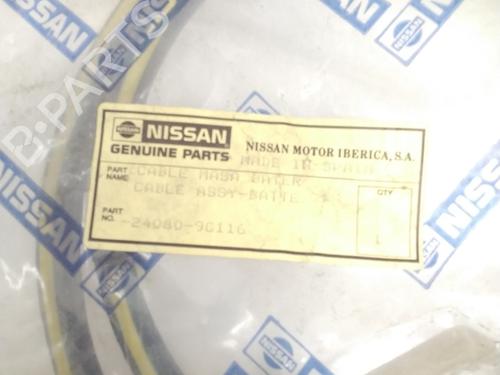 NISSAN
NISSAN
B-PARTS
NISSAN
GENUINE PARTS
NISSAN MOTOR IBERICA, S.A.
MADE IN SPAIN
PART NAME
CABLE MASA BATER
CABLE ASSY-BATTE
QTY
1
PART NO.
-24080-9G116
NISSAN
NISSAN
NISSAN